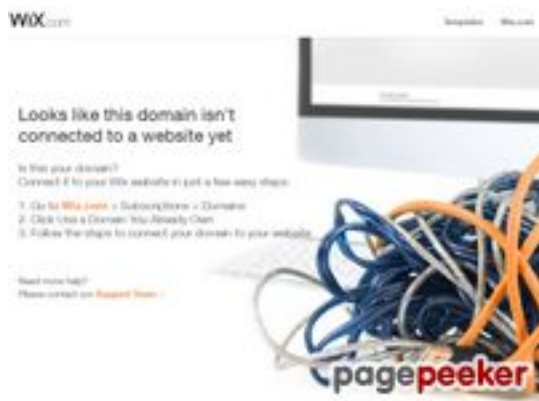 WiX.com
Templates Wix.com
Looks like this domain isn't
connected to a website yet
Is this your domain?
Connect it to your Wix website in just a few easy steps:
1. Go to Wix.com > Subscriptions > Domains
2. Click Use a Domain You Already Own
3. Follow the steps to connect your domain to your website
Need more help?
Please contact our Support Team >
pagepeeker